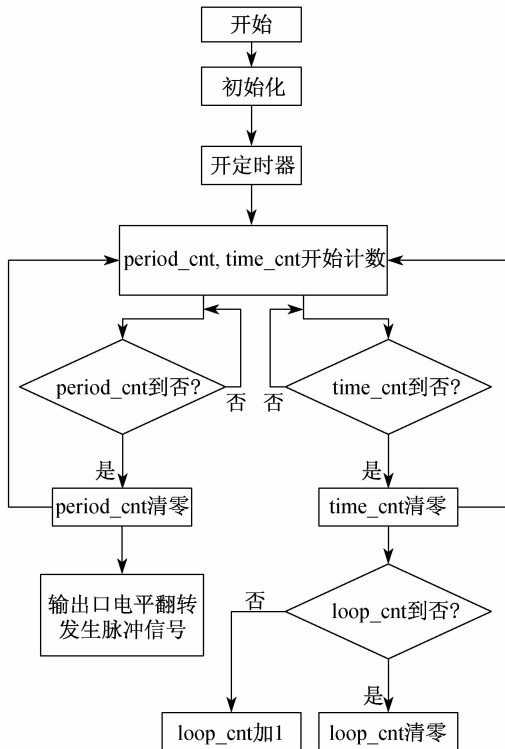 开始
初始化
开定时器
period_cnt, time_cnt开始计数
period_cnt到否?
否
否
time_cnt到否?
是
是
period_cnt清零
time_cnt清零
输出口电平翻转
发生脉冲信号
否
loop_cnt到否?
是
loop_cnt加1
loop_cnt清零